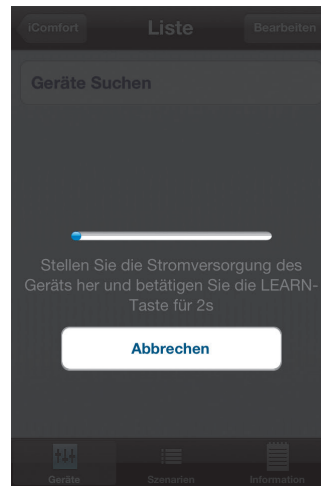 iComfort Liste Bearbeiten
Geräte Suchen
Stellen Sie die Stromversorgung des
Geräts her und betätigen Sie die LEARN-
Taste für 2s
Abbrechen
Geräte Szenarien Information